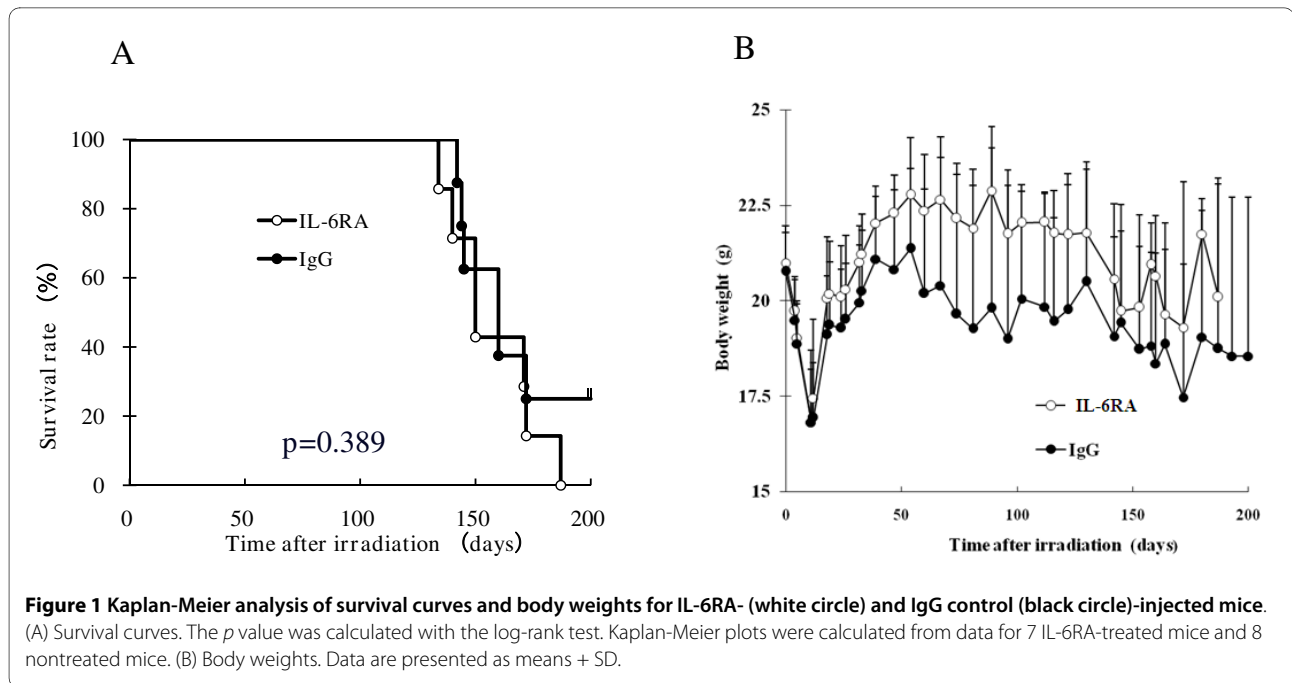 A
100
80
60
40
20
0
Survival rate (%)
IL-6RA
IgG
p=0.389
0 50 100 150 200
Time after irradiation (days)
B
25
22.5
20
17.5
15
Body weight (g)
IL-6RA
IgG
0 50 100 150 200
Time after irradiation (days)
Figure 1 Kaplan-Meier analysis of survival curves and body weights for IL-6RA- (white circle) and IgG control (black circle)-injected mice.
(A) Survival curves. The p value was calculated with the log-rank test. Kaplan-Meier plots were calculated from data for 7 IL-6RA-treated mice and 8
nontreated mice. (B) Body weights. Data are presented as means + SD.